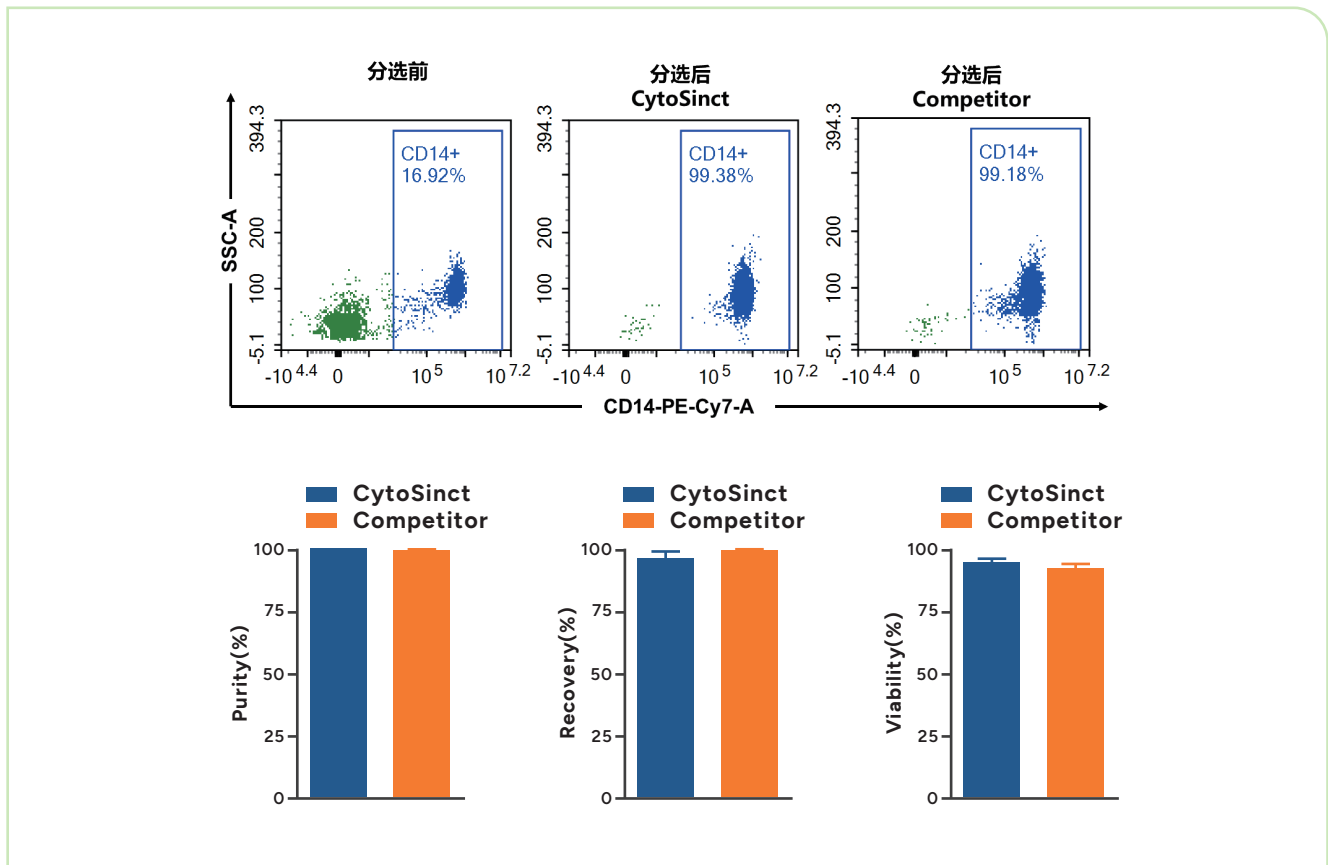 分选前
分选后
CytoSinct
分选后
Competitor
SSC-A
394.3
200
100
-5.1
CD14+
16.92%
-10 4.4 0 10 5 10 7.2
394.3
200
100
-5.1
CD14+
99.38%
-10 4.4 0 10 5 10 7.2
394.3
200
100
-5.1
CD14+
99.18%
-10 4.4 0 10 5 10 7.2
CD14-PE-Cy7-A
CytoSinct
Competitor
Purity(%)
100
75
50
25
0
CytoSinct
Competitor
Recovery(%)
100
75
50
25
0
CytoSinct
Competitor
Viability(%)
100
75
50
25
0